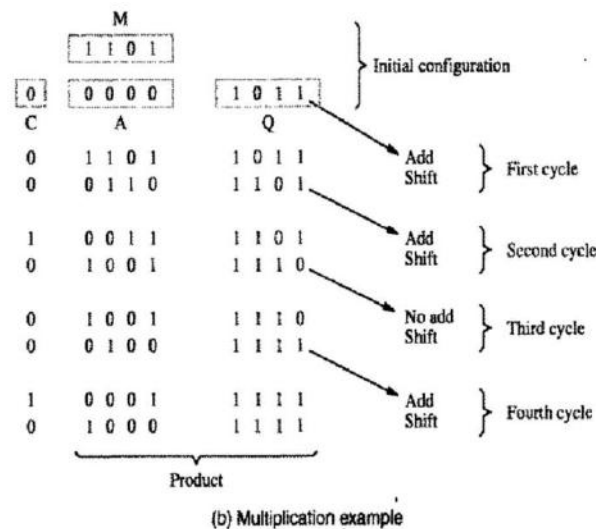 M
1 1 0 1
Initial configuration
0 0 0 0 0 1 0 1 1
C A Q
0 1 1 0 1 1 0 1 1 Add First cycle
0 0 1 1 0 1 1 0 1 Shift
1 0 0 1 1 1 1 0 1 Add Second cycle
0 1 0 0 1 1 1 1 0 Shift
0 1 0 0 1 1 1 1 0 No add Third cycle
0 0 1 0 0 1 1 1 1 Shift
1 0 0 0 1 1 1 1 1 Add Fourth cycle
0 1 0 0 0 1 1 1 1 Shift
Product
(b) Multiplication example